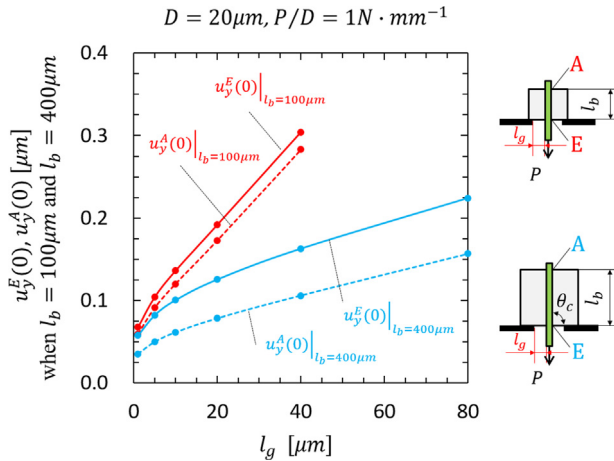 D = 20μm, P/D = 1N · mm⁻¹
u_y^E(0), u_y^A(0) [μm]
when l_b = 100μm and l_b = 400μm
0.4
0.3
0.2
0.1
0.0
u_y^E(0)|_{l_b=100μm}
u_y^A(0)|_{l_b=100μm}
u_y^E(0)|_{l_b=400μm}
u_y^A(0)|_{l_b=400μm}
0 20 40 60 80
l_g [μm]
A
l_b
l_g
E
P
A
θ_c
l_b
l_g
E
P